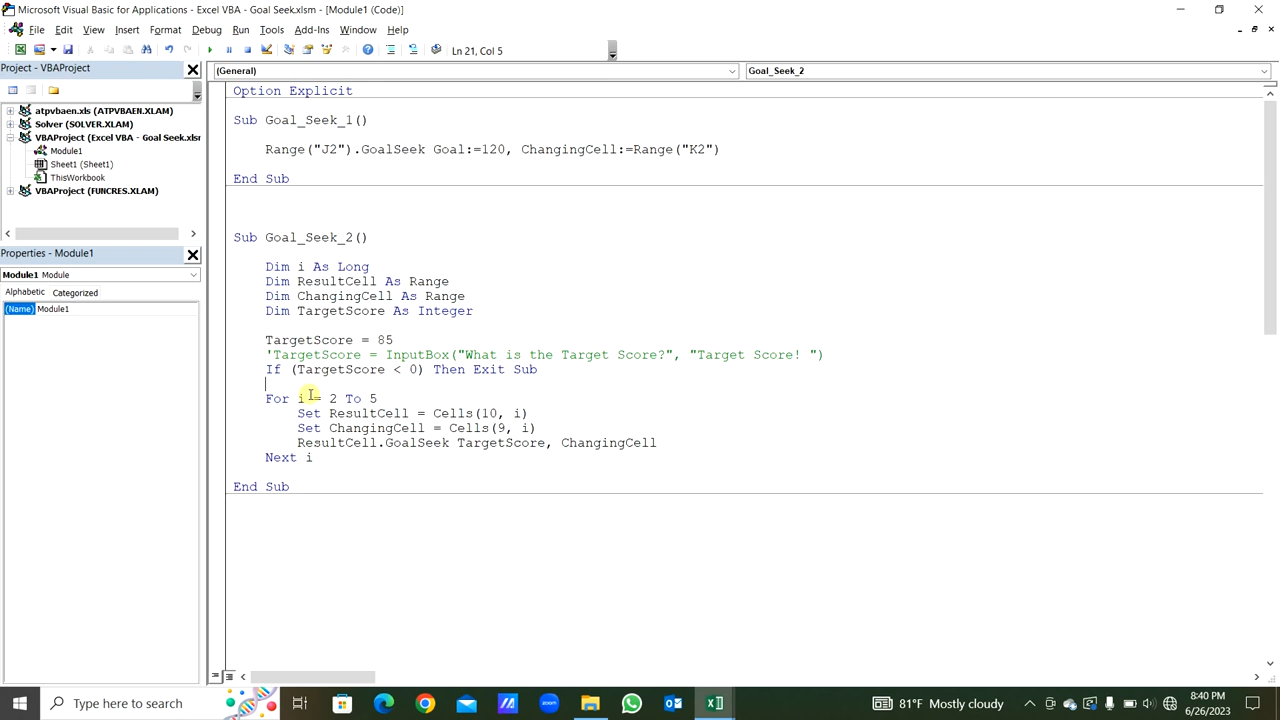 Microsoft Visual Basic for Applications - Excel VBA - Goal Seek.xlsm - [Module1 (Code)]
File Edit View Insert Format Debug Run Tools Add-Ins Window Help
Ln 21, Col 5
Project - VBAProject
(General)
Goal_Seek_2
atpvbaen.xls (ATPVBAEN.XLAM)
Solver (SOLVER.XLAM)
VBAProject (Excel VBA - Goal Seek.xlsm
Module1
Sheet1 (Sheet1)
ThisWorkbook
VBAProject (FUNCRES.XLAM)
Properties - Module1
Module1 Module
Alphabetic Categorized
(Name) Module1
Option Explicit
Sub Goal_Seek_1()
Range("J2").GoalSeek Goal:=120, ChangingCell:=Range("K2")
End Sub
Sub Goal_Seek_2()
Dim i As Long
Dim ResultCell As Range
Dim ChangingCell As Range
Dim TargetScore As Integer
TargetScore = 85
'TargetScore = InputBox("What is the Target Score?", "Target Score! ")
If (TargetScore < 0) Then Exit Sub
For i = 2 To 5
Set ResultCell = Cells(10, i)
Set ChangingCell = Cells(9, i)
ResultCell.GoalSeek TargetScore, ChangingCell
Next i
End Sub
Type here to search
zoom
81°F Mostly cloudy
8:40 PM
6/26/2023